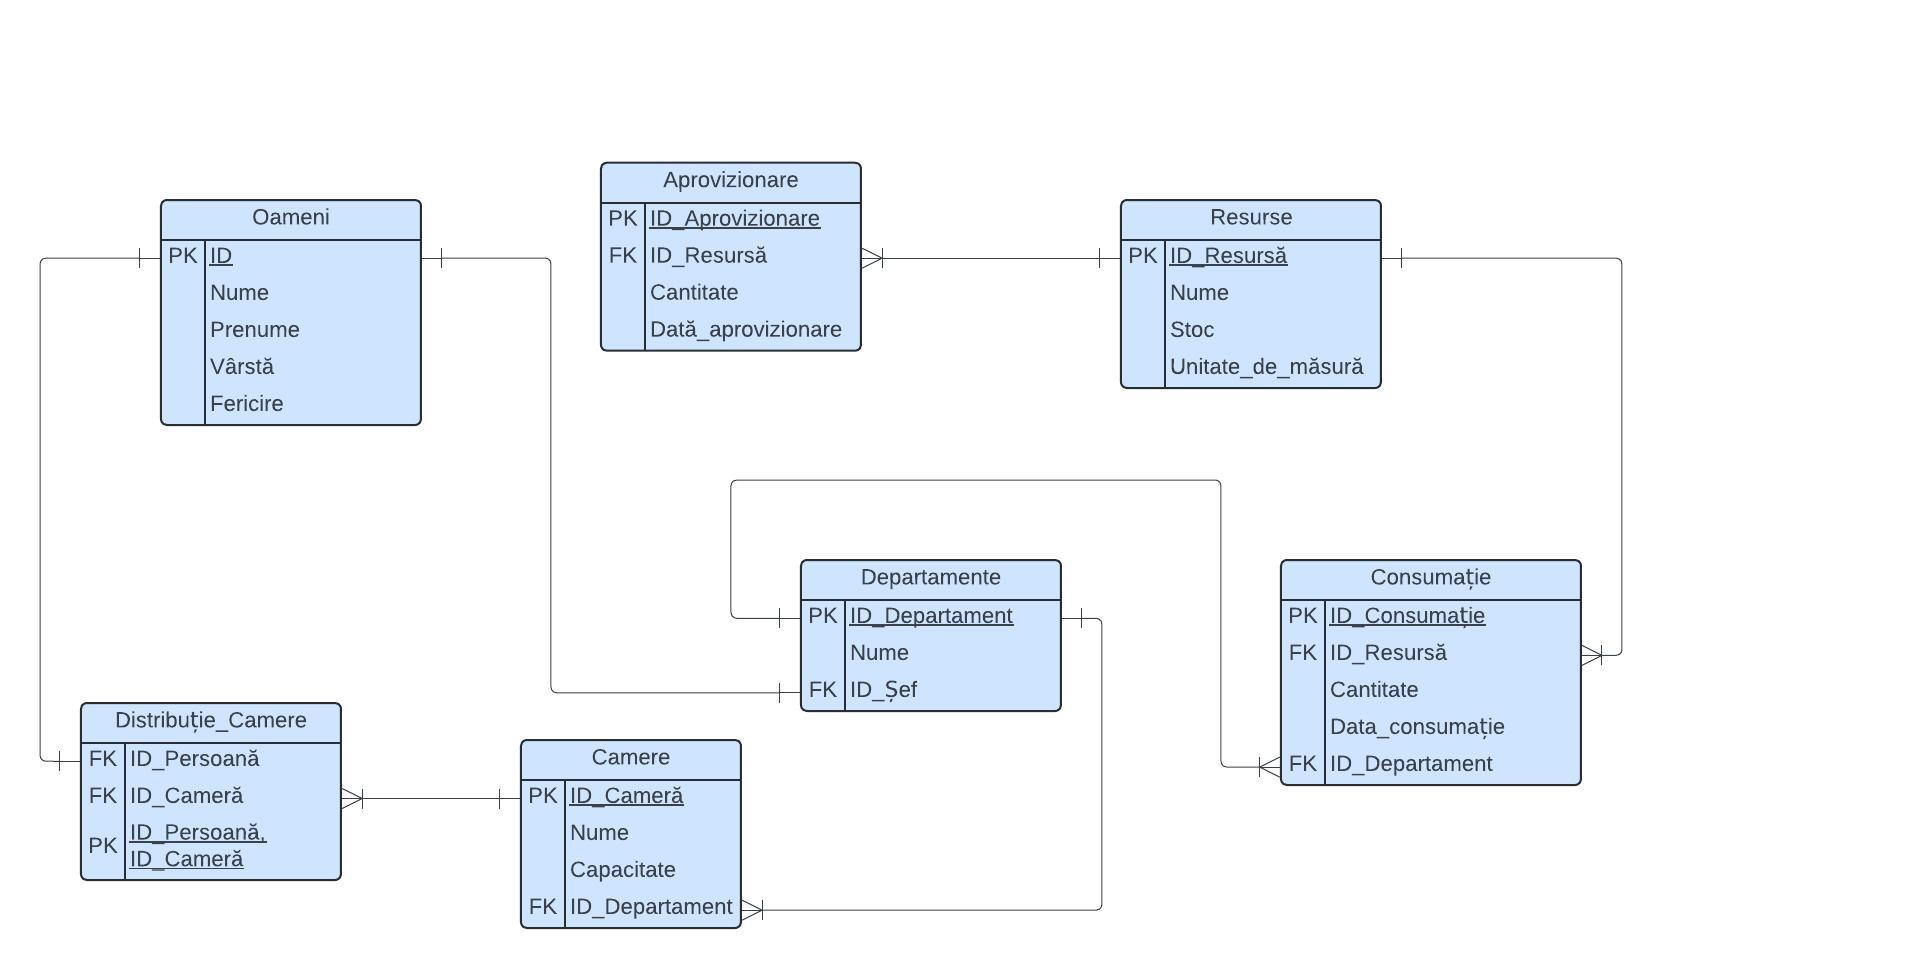 Oameni
PK ID
Nume
Prenume
Vârstă
Fericire
Aprovizionare
PK ID_Aprovizionare
FK ID_Resursă
Cantitate
Dată_aprovizionare
Resurse
PK ID_Resursă
Nume
Stoc
Unitate_de_măsură
Departamente
PK ID_Departament
Nume
FK ID_Șef
Consumație
PK ID_Consumație
FK ID_Resursă
Cantitate
Data_consumație
FK ID_Departament
Distribuție_Camere
FK ID_Persoană
FK ID_Cameră
PK ID_Persoană,
ID_Cameră
Camere
PK ID_Cameră
Nume
Capacitate
FK ID_Departament